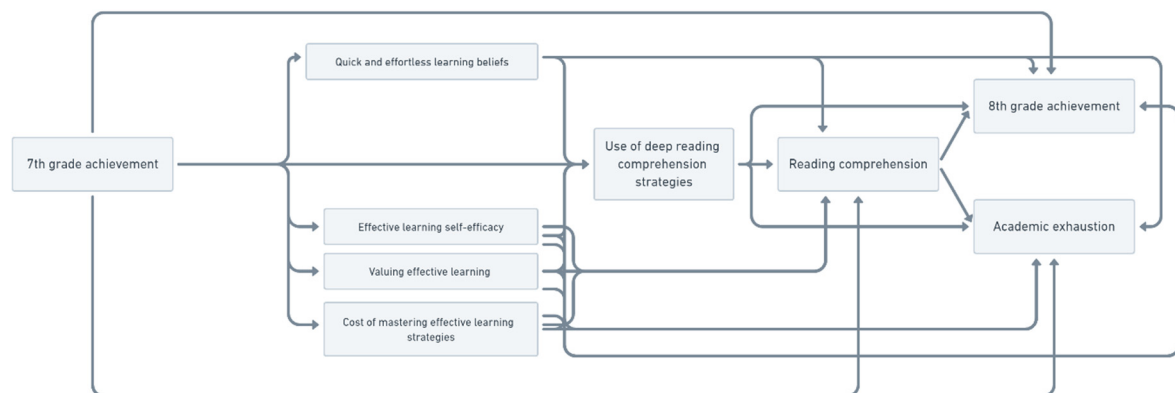 Quick and effortless learning beliefs
8th grade achievement
7th grade achievement
Use of deep reading
comprehension
strategies
Reading comprehension
Effective learning self-efficacy
Academic exhaustion
Valuing effective learning
Cost of mastering effective learning
strategies